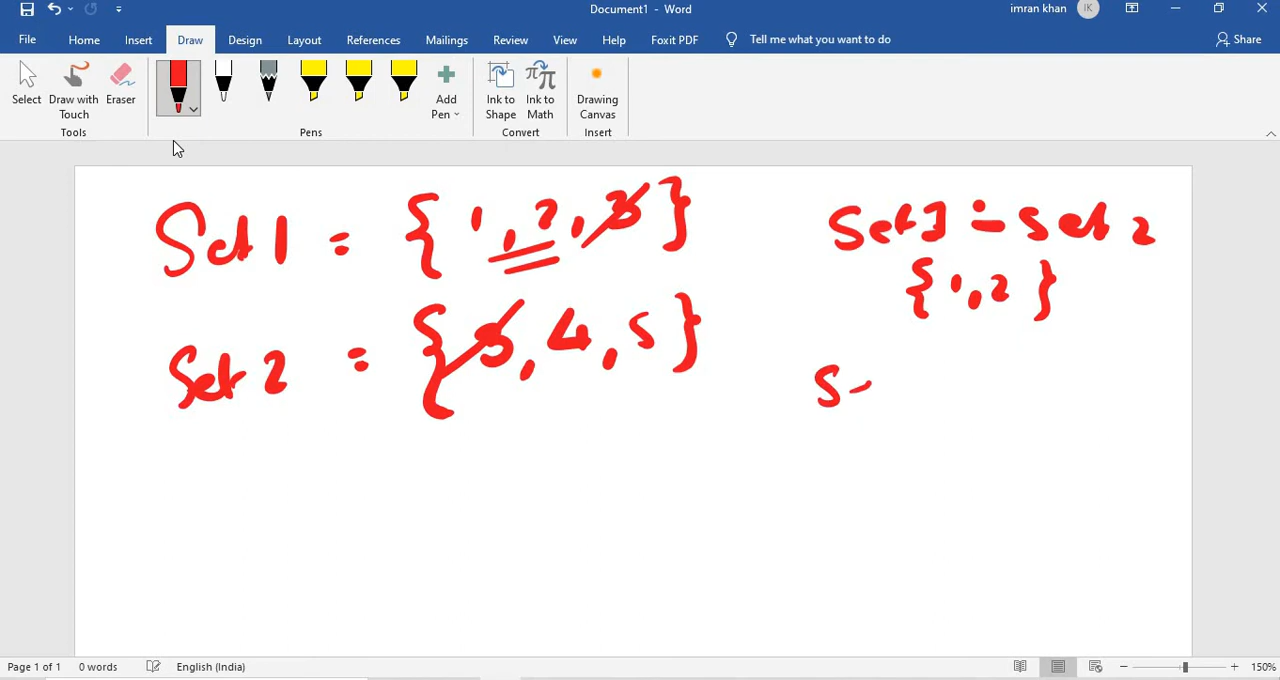 Document1 - Word
imran khan IK
File Home Insert Draw Design Layout References Mailings Review View Help Foxit PDF Tell me what you want to do Share
Select
Draw with Touch
Eraser
Add Pen
Ink to Shape
Ink to Math
Drawing Canvas
Tools Pens Convert Insert
Set 1 = { 1, 2, 3 }
Set 2 = { 3, 4, 5 }
Set 1 - Set 2
{ 1, 2 }
S
Page 1 of 1 0 words English (India) 150%